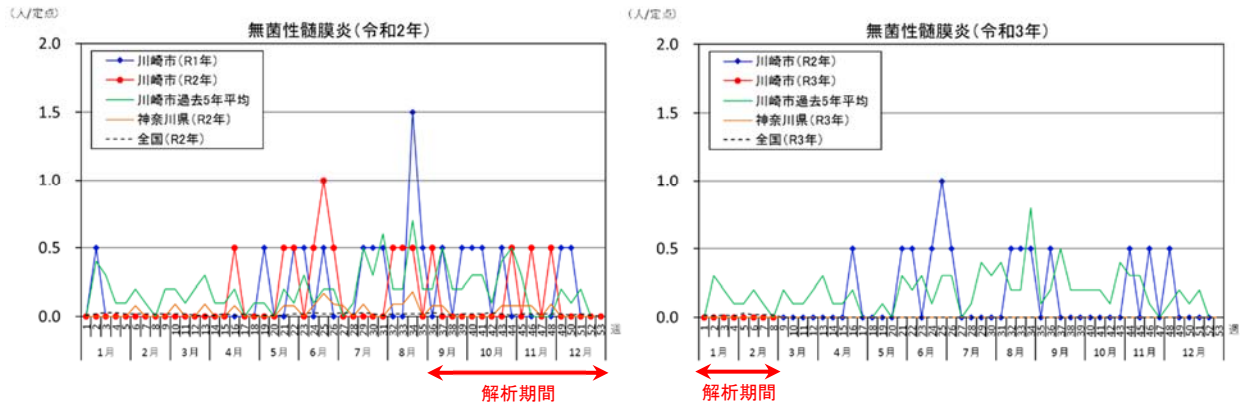 (人/定点)
無菌性髄膜炎(令和2年)
2.0
1.5
1.0
0.5
0.0
川崎市(R1年)
川崎市(R2年)
川崎市過去5年平均
神奈川県(R2年)
全国(R2年)
週
1月 2月 3月 4月 5月 6月 7月 8月 9月 10月 11月 12月
解析期間
(人/定点)
無菌性髄膜炎(令和3年)
2.0
1.5
1.0
0.5
0.0
川崎市(R2年)
川崎市(R3年)
川崎市過去5年平均
神奈川県(R3年)
全国(R3年)
週
1月 2月 3月 4月 5月 6月 7月 8月 9月 10月 11月 12月
解析期間